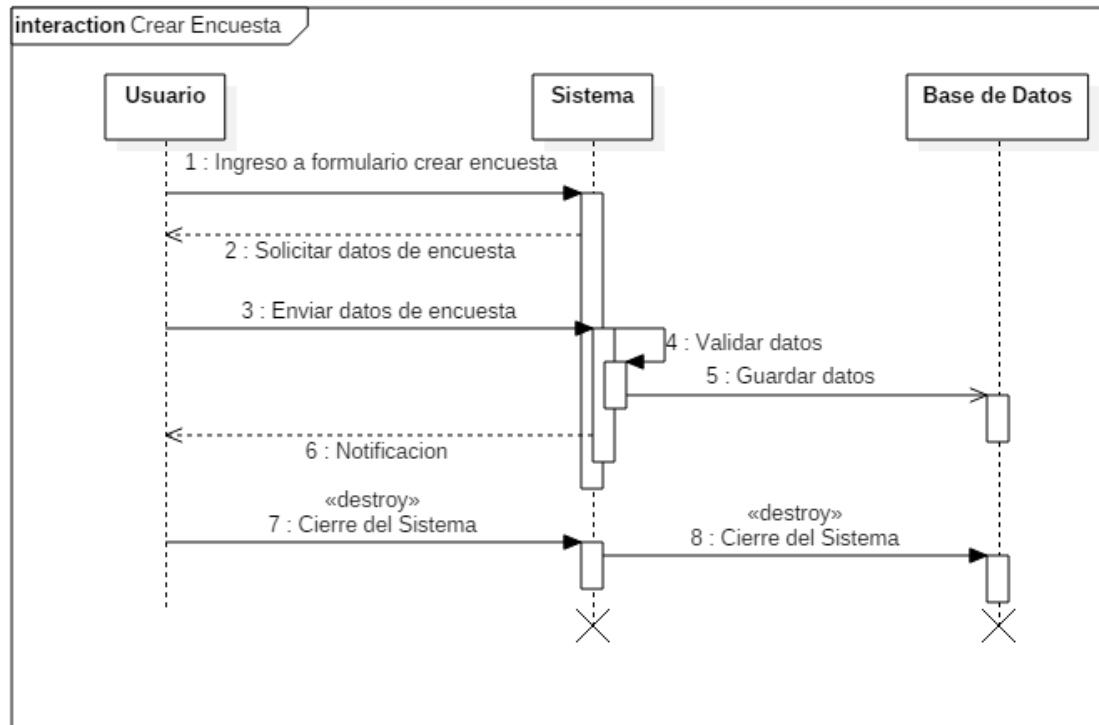 interaction Crear Encuesta
Usuario
Sistema
Base de Datos
1 : Ingreso a formulario crear encuesta
2 : Solicitar datos de encuesta
3 : Enviar datos de encuesta
4 : Validar datos
5 : Guardar datos
6 : Notificacion
«destroy»
7 : Cierre del Sistema
«destroy»
8 : Cierre del Sistema